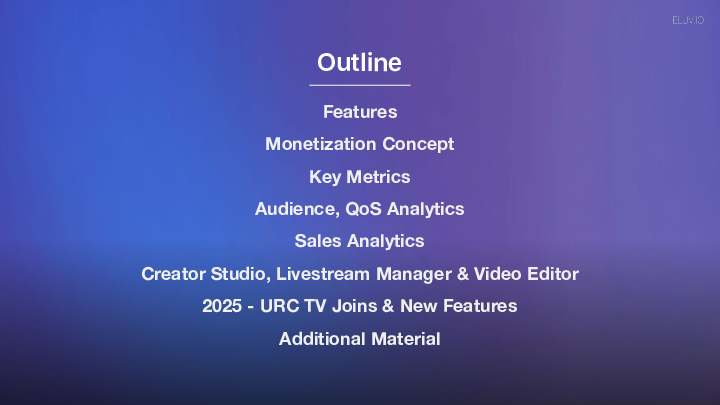 ELUVIO
Outline
Features
Monetization Concept
Key Metrics
Audience, QoS Analytics
Sales Analytics
Creator Studio, Livestream Manager & Video Editor
2025 - URC TV Joins & New Features
Additional Material